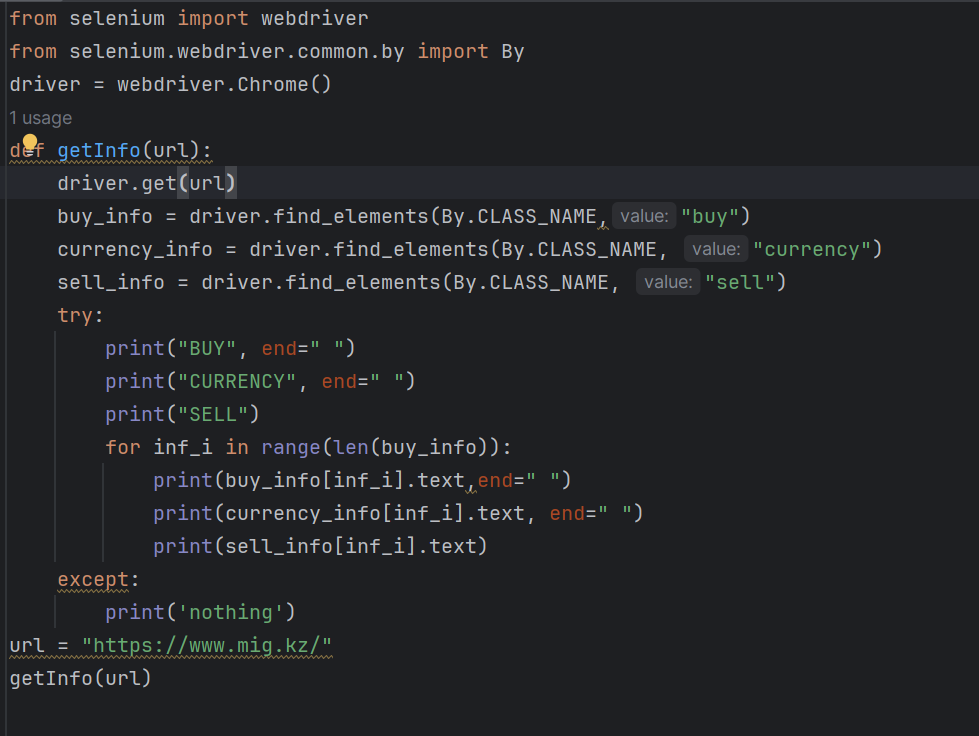 from selenium import webdriver
from selenium.webdriver.common.by import By
driver = webdriver.Chrome()
1 usage
def getInfo(url):
    driver.get(url)
    buy_info = driver.find_elements(By.CLASS_NAME, value: "buy")
    currency_info = driver.find_elements(By.CLASS_NAME, value: "currency")
    sell_info = driver.find_elements(By.CLASS_NAME, value: "sell")
    try:
        print("BUY", end=" ")
        print("CURRENCY", end=" ")
        print("SELL")
        for inf_i in range(len(buy_info)):
            print(buy_info[inf_i].text,end=" ")
            print(currency_info[inf_i].text, end=" ")
            print(sell_info[inf_i].text)
    except:
        print('nothing')
url = "https://www.mig.kz/"
getInfo(url)